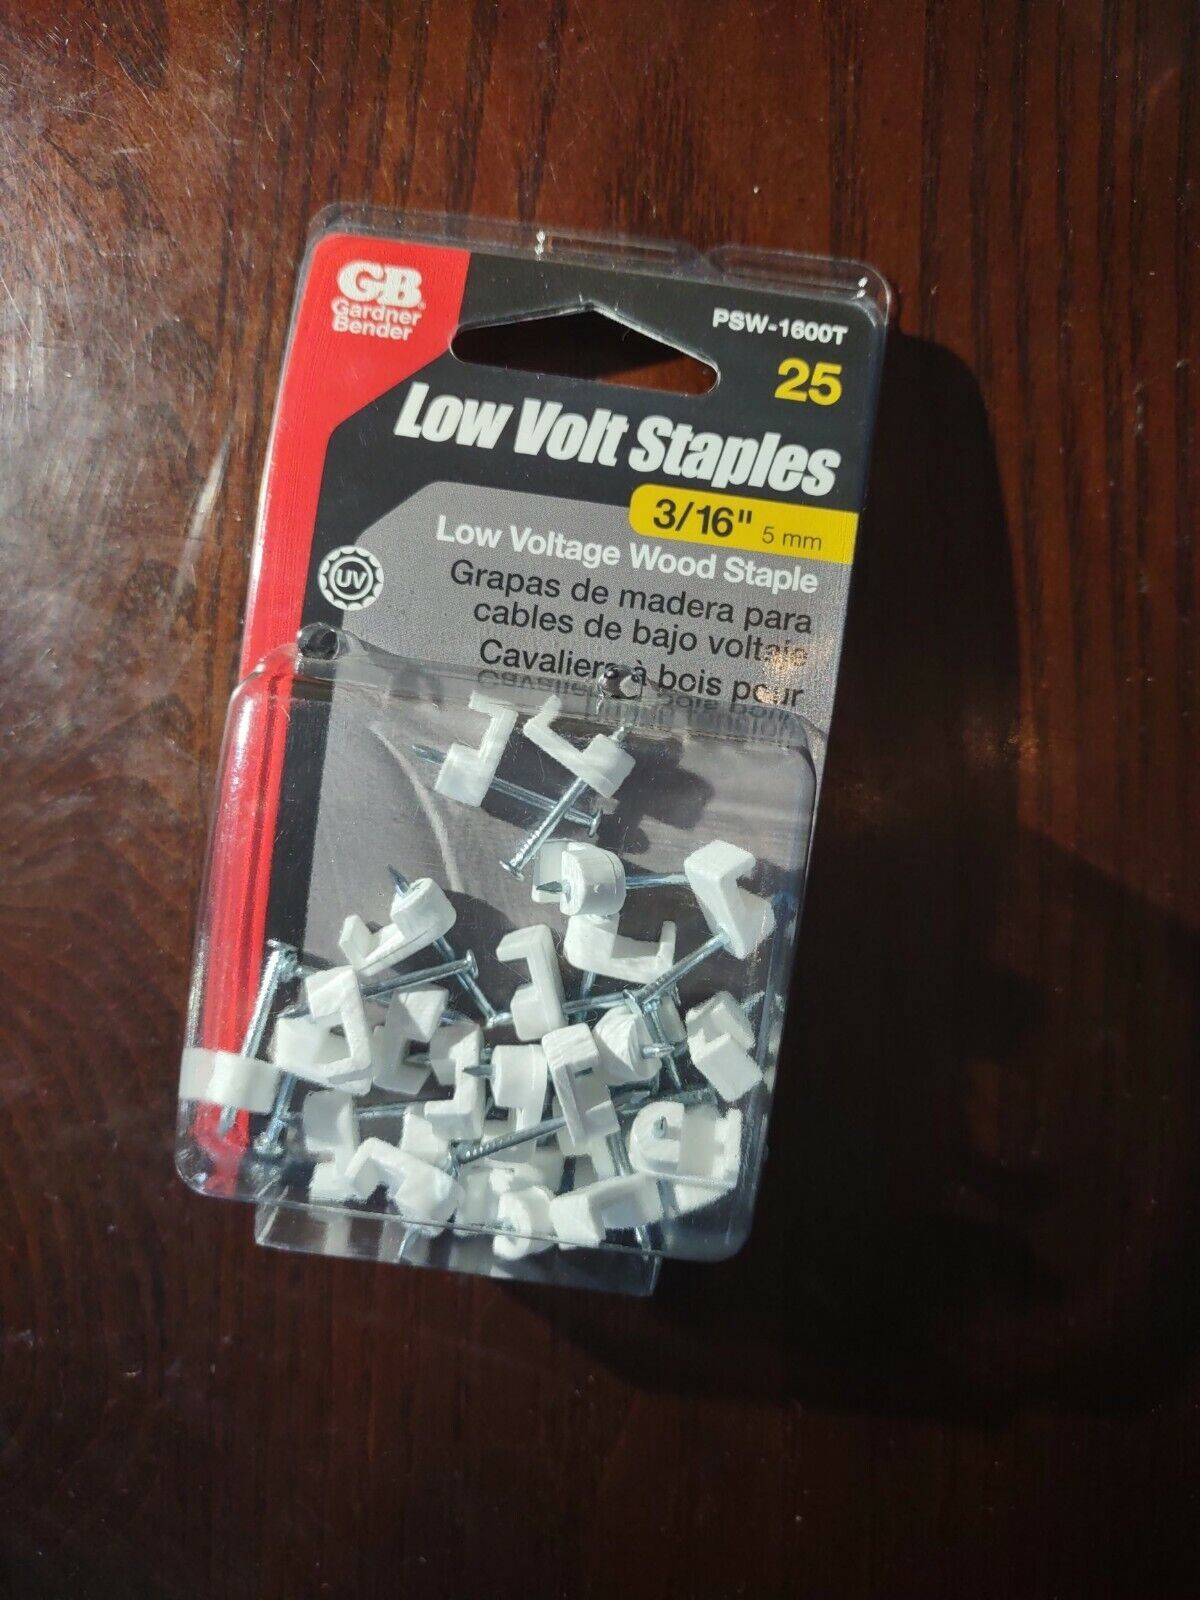 GB
Gardner
Bender
PSW-1600T
25
Low Volt Staples
3/16" 5 mm
Low Voltage Wood Staple
UV
Grapas de madera para
cables de bajo voltaje
Cavaliers à bois pour